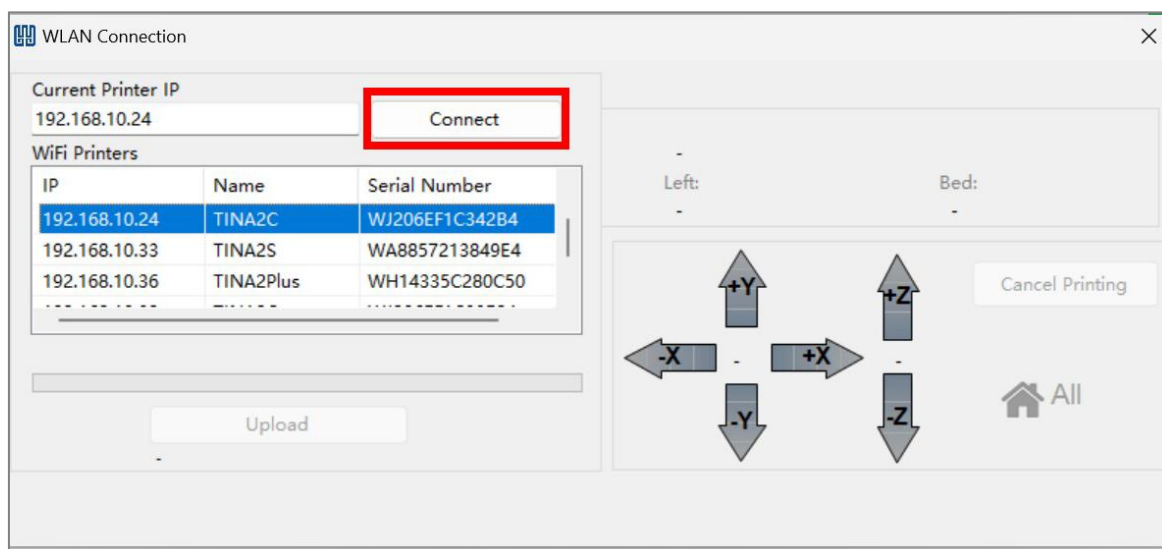 WLAN Connection
Current Printer IP
192.168.10.24 Connect
WiFi Printers
IP Name Serial Number
192.168.10.24 TINA2C WJ206EF1C342B4
192.168.10.33 TINA2S WA8857213849E4
192.168.10.36 TINA2Plus WH14335C280C50
Upload
-
-
Left: Bed:
- -
+Y +Z Cancel Printing
-X - +X -
-Y -Z All